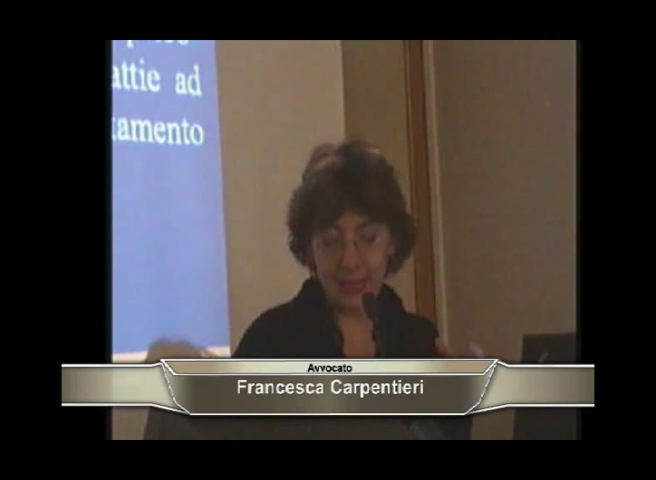 attie ad
tamento
Avvocato
Francesca Carpentieri